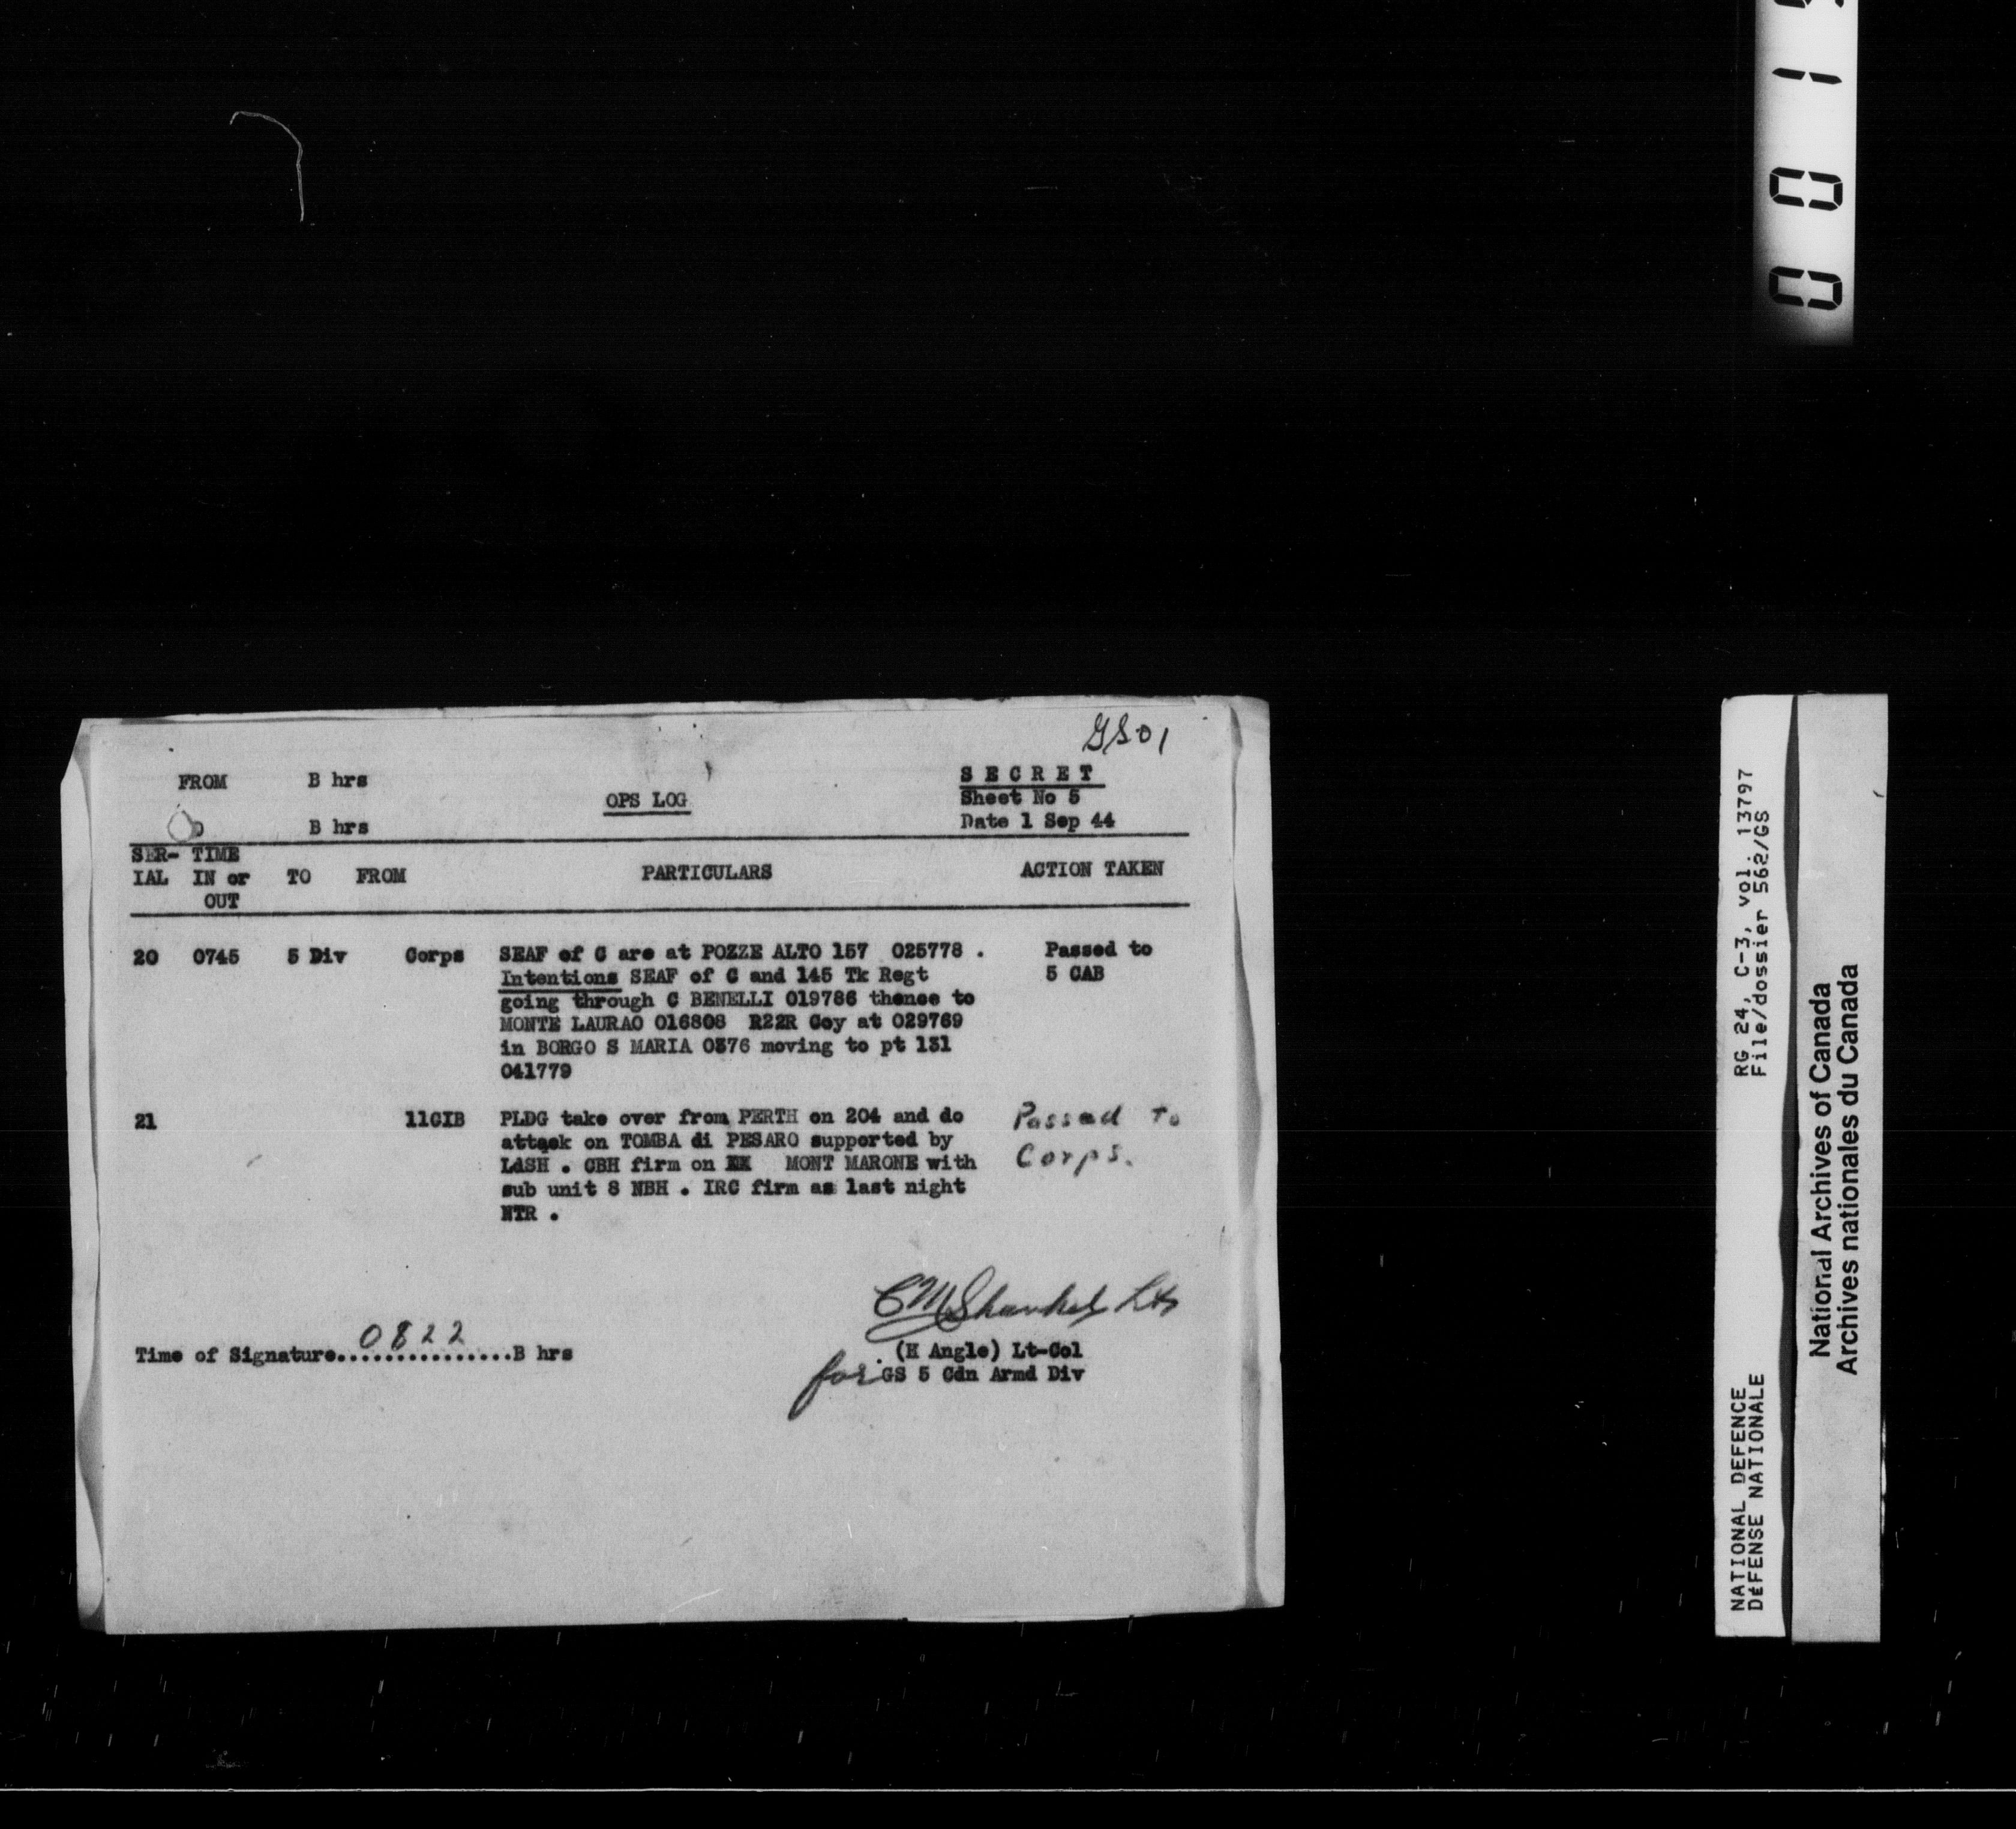 GSO1
FROM B hrs
SECRET
OPS LOG
Sheet No 5
B hrs
Date 1 Sep 44
SER- TIME
IAL IN or TO FROM PARTICULARS ACTION TAKEN
OUT
20 0745 5 Div Corps SEAF of C are at POZZE ALTO 157 025778 . Passed to
Intentions SEAF of C and 145 Tk Regt 5 CAB
going through C BENELLI 019786 thence to
MONTE LAURAO 016808 R22R Coy at 029769
in BORGO S MARIA 0376 moving to pt 131
041779
21 11CIB PLDG take over from PERTH on 204 and do Passed to
attack on TOMBA di PESARO supported by Corps.
LdSH . CBH firm on MONT MARONE with
sub unit 8 NBH . IRC firm as last night
NTR .
Lt
Time of Signature...0822...B hrs
(H Angle) Lt-Col
for GS 5 Cdn Armd Div
0 0 1
RG 24, C-3, vol. 13797
File/dossier 562/GS
NATIONAL DEFENCE
DÉFENSE NATIONALE
National Archives of Canada
Archives nationales du Canada